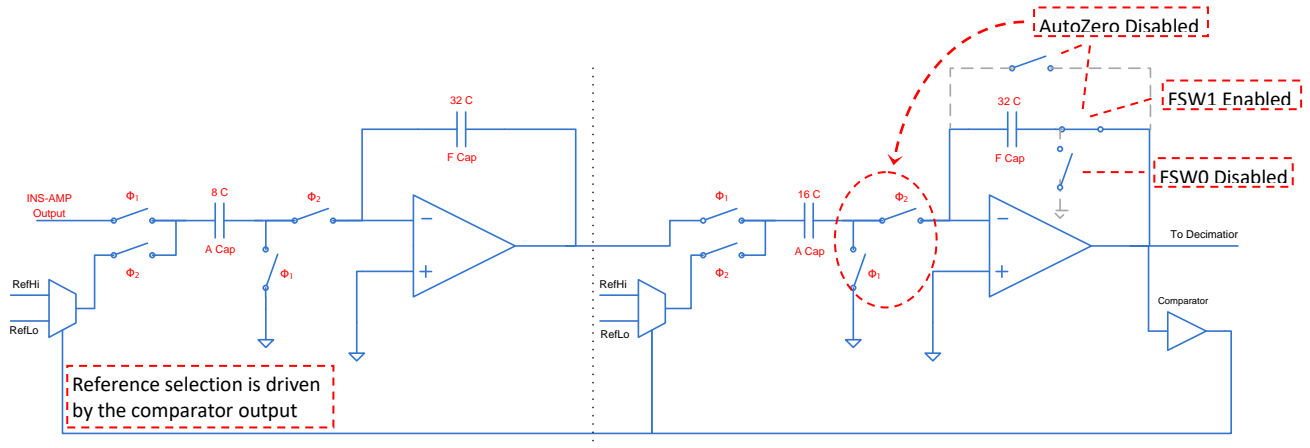 AutoZero Disabled
32 C
F Cap
32 C
F Cap
FSW1 Enabled
FSW0 Disabled
INS-AMP
Output
Φ1
8 C
A Cap
Φ2
Φ2
Φ1
Φ1
16 C
A Cap
Φ2
Φ2
Φ1
−
+
−
+
To Decimatior
RefHi
RefLo
RefHi
RefLo
Comparator
Reference selection is driven
by the comparator output